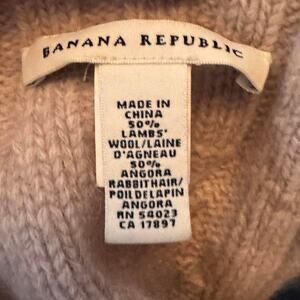 BANANA REPUBLIC
MADE IN
CHINA
50%
LAMBS'
WOOL/LAINE
D'AGNEAU
50%
ANGORA
RABBITHAIR/
POILDELAPIN
ANGORA
RN 54023
CA 17897